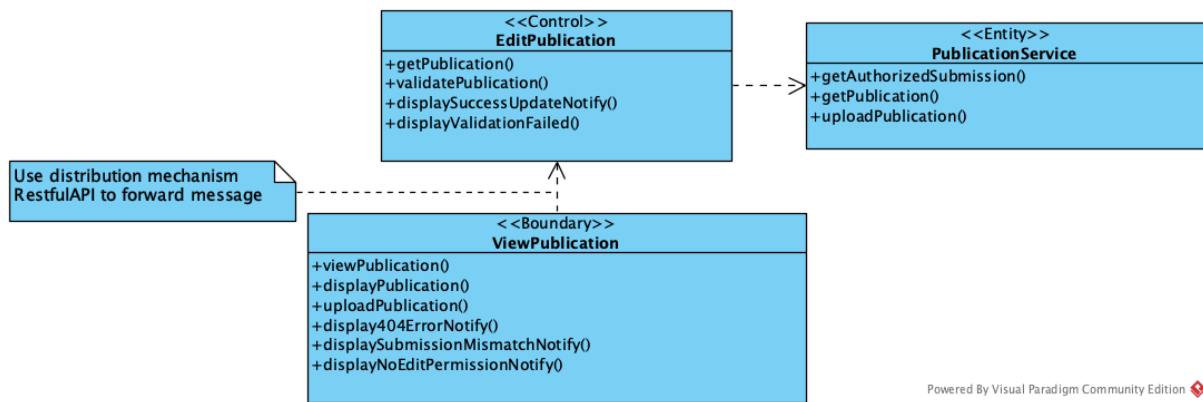 <<Control>>
EditPublication
+getPublication()
+validatePublication()
+displaySuccessUpdateNotify()
+displayValidationFailed()
<<Entity>>
PublicationService
+getAuthorizedSubmission()
+getPublication()
+uploadPublication()
Use distribution mechanism
RestfulAPI to forward message
<<Boundary>>
ViewPublication
+viewPublication()
+displayPublication()
+uploadPublication()
+display404ErrorNotify()
+displaySubmissionMismatchNotify()
+displayNoEditPermissionNotify()
Powered By Visual Paradigm Community Edition